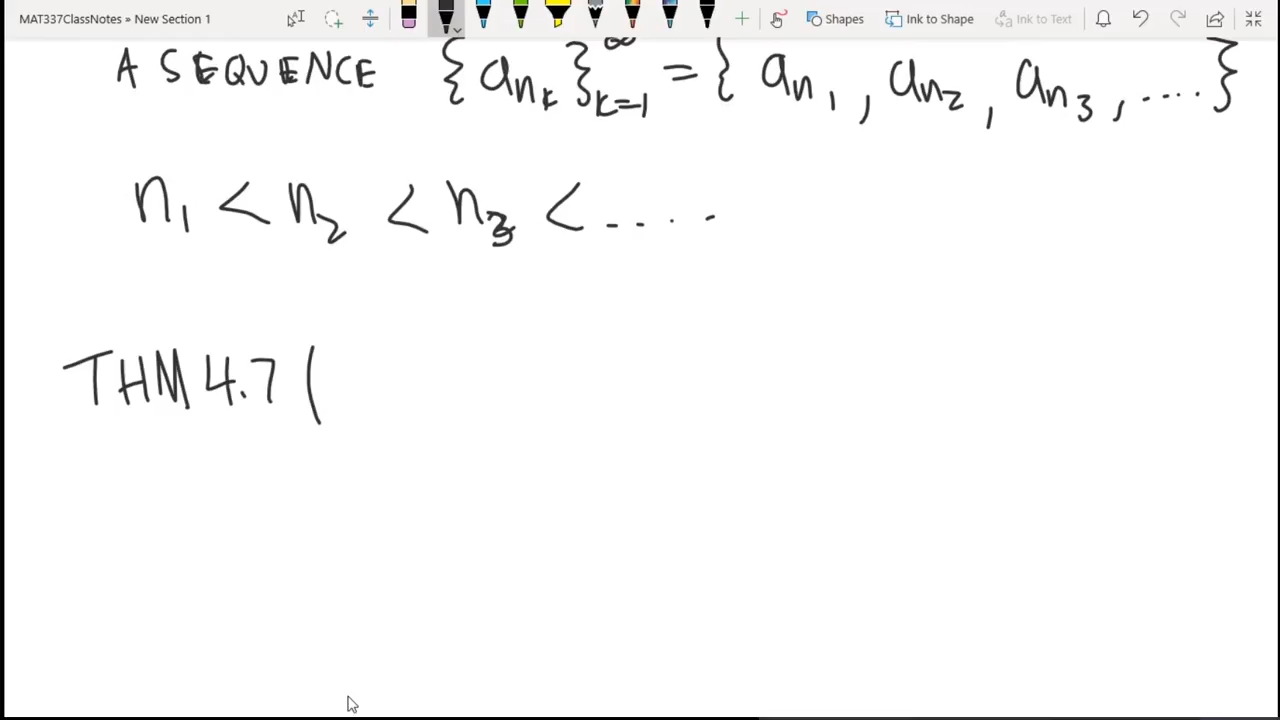 MAT337ClassNotes » New Section 1
Shapes Ink to Shape Ink to Text
A SEQUENCE {a_{n_k}}_{k=1}^∞ = { a_{n_1}, a_{n_2}, a_{n_3}, .... }
n_1 < n_2 < n_3 < ....
THM 4.7 (